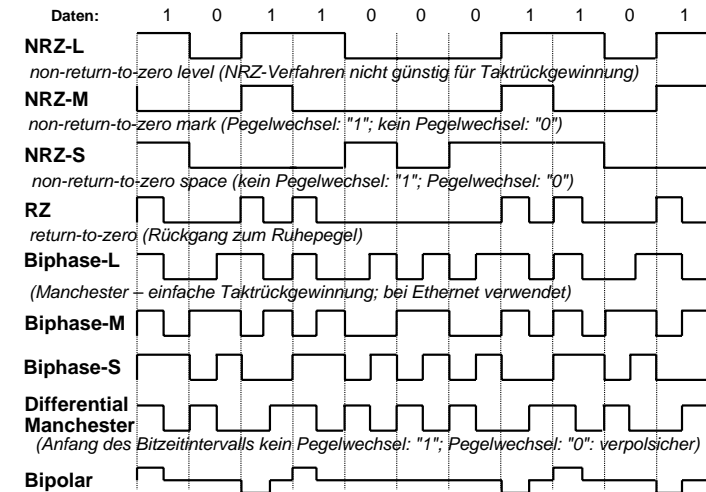 Daten: 1 0 1 1 0 0 0 1 1 0 1
NRZ-L
non-return-to-zero level (NRZ-Verfahren nicht günstig für Taktrückgewinnung)
NRZ-M
non-return-to-zero mark (Pegelwechsel: "1"; kein Pegelwechsel: "0")
NRZ-S
non-return-to-zero space (kein Pegelwechsel: "1"; Pegelwechsel: "0")
RZ
return-to-zero (Rückgang zum Ruhepegel)
Biphase-L
(Manchester – einfache Taktrückgewinnung; bei Ethernet verwendet)
Biphase-M
Biphase-S
Differential
Manchester
(Anfang des Bitzeitintervalls kein Pegelwechsel: "1"; Pegelwechsel: "0": verpolsicher)
Bipolar